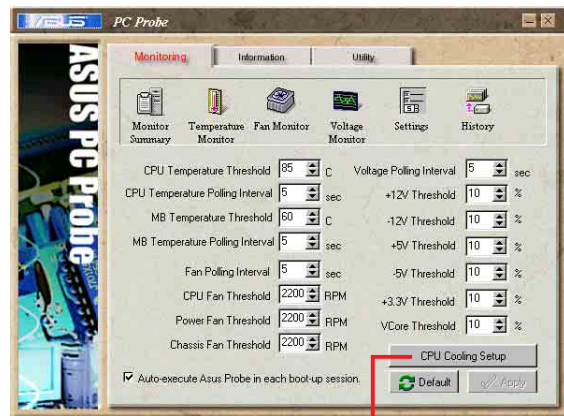 ASUS PC Probe
Monitoring Information Utility
ASUS PC Probe
Monitor Summary
Temperature Monitor
Fan Monitor
Voltage Monitor
Settings
History
CPU Temperature Threshold 85 C
CPU Temperature Polling Interval 5 sec
MB Temperature Threshold 60 C
MB Temperature Polling Interval 5 sec
Fan Polling Interval 5 sec
CPU Fan Threshold 2200 RPM
Power Fan Threshold 2200 RPM
Chassis Fan Threshold 2200 RPM
Voltage Polling Interval 5 sec
+12V Threshold 10 %
-12V Threshold 10 %
+5V Threshold 10 %
-5V Threshold 10 %
+3.3V Threshold 10 %
VCore Threshold 10 %
CPU Cooling Setup
Auto-execute Asus Probe in each boot-up session.
Default Apply